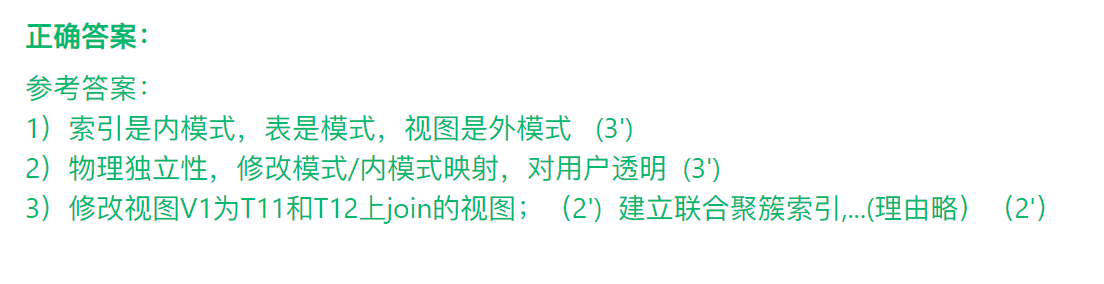 正确答案：
参考答案：
1）索引是内模式，表是模式，视图是外模式 (3')
2）物理独立性，修改模式/内模式映射，对用户透明 (3')
3）修改视图V1为T11和T12上join的视图；（2'）建立联合聚簇索引,...(理由略）（2'）